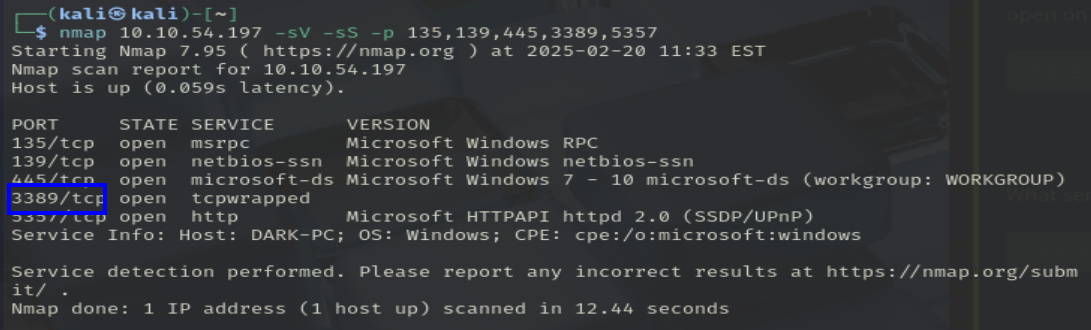 ┌──(kali㉿kali)-[~]
└─$ nmap 10.10.54.197 -sV -sS -p 135,139,445,3389,5357
Starting Nmap 7.95 ( https://nmap.org ) at 2025-02-20 11:33 EST
Nmap scan report for 10.10.54.197
Host is up (0.059s latency).

PORT     STATE SERVICE      VERSION
135/tcp  open  msrpc        Microsoft Windows RPC
139/tcp  open  netbios-ssn  Microsoft Windows netbios-ssn
445/tcp  open  microsoft-ds Microsoft Windows 7 - 10 microsoft-ds (workgroup: WORKGROUP)
3389/tcp open  tcpwrapped
5357/tcp open  http         Microsoft HTTPAPI httpd 2.0 (SSDP/UPnP)
Service Info: Host: DARK-PC; OS: Windows; CPE: cpe:/o:microsoft:windows

Service detection performed. Please report any incorrect results at https://nmap.org/subm
it/ .
Nmap done: 1 IP address (1 host up) scanned in 12.44 seconds
open on
What se